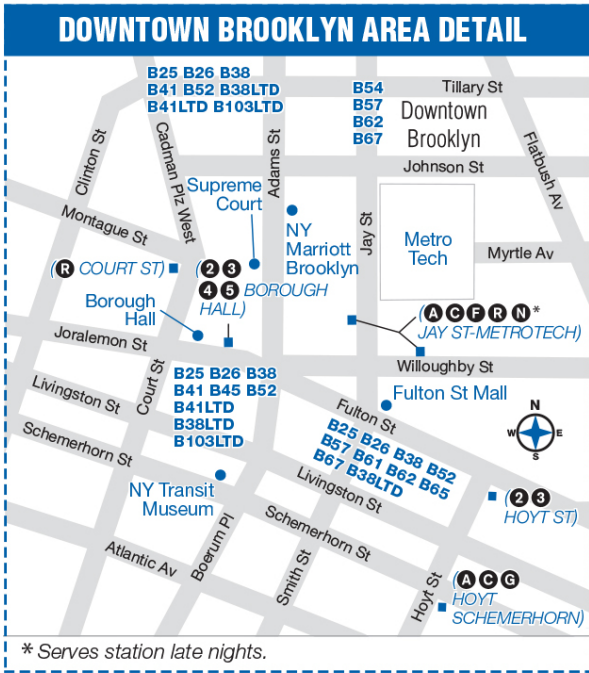 DOWNTOWN BROOKLYN AREA DETAIL
B25 B26 B38
B41 B52 B38LTD
B41LTD B103LTD
B54
B57
B62
B67
Tillary St
Downtown
Brooklyn
Johnson St
Flatbush Av
Clinton St
Cadman Plz West
Adams St
Jay St
Montague St
Supreme
Court
NY
Marriott
Brooklyn
Metro
Tech
Myrtle Av
(R COURT ST)
(2 3
4 5 BOROUGH
HALL)
Borough
Hall
(A C F R N*
JAY ST-METROTECH)
Joralemon St
Court St
Willoughby St
B25 B26 B38
B41 B45 B52
B41LTD
B38LTD
B103LTD
Fulton St Mall
Livingston St
Fulton St
B25 B26 B38 B52
B57 B61 B62 B65
B67 B38LTD
N
W E
S
Schemerhorn St
NY Transit
Museum
Livingston St
(2 3
HOYT ST)
Schemerhorn St
Atlantic Av
Boerum Pl
Smith St
Hoyt St
(A C G
HOYT
SCHEMERHORN)
* Serves station late nights.